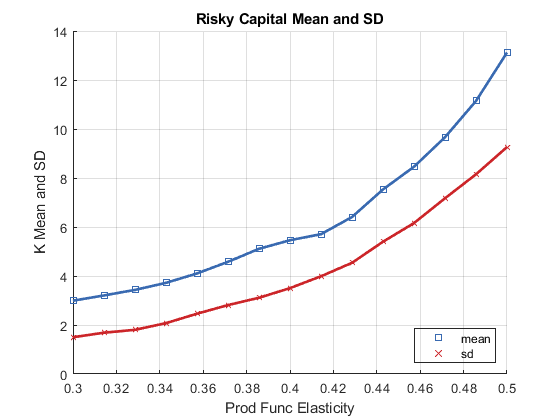 Risky Capital Mean and SD
K Mean and SD
14
12
10
8
6
4
2
0
0.3 0.32 0.34 0.36 0.38 0.4 0.42 0.44 0.46 0.48 0.5
Prod Func Elasticity
mean
sd